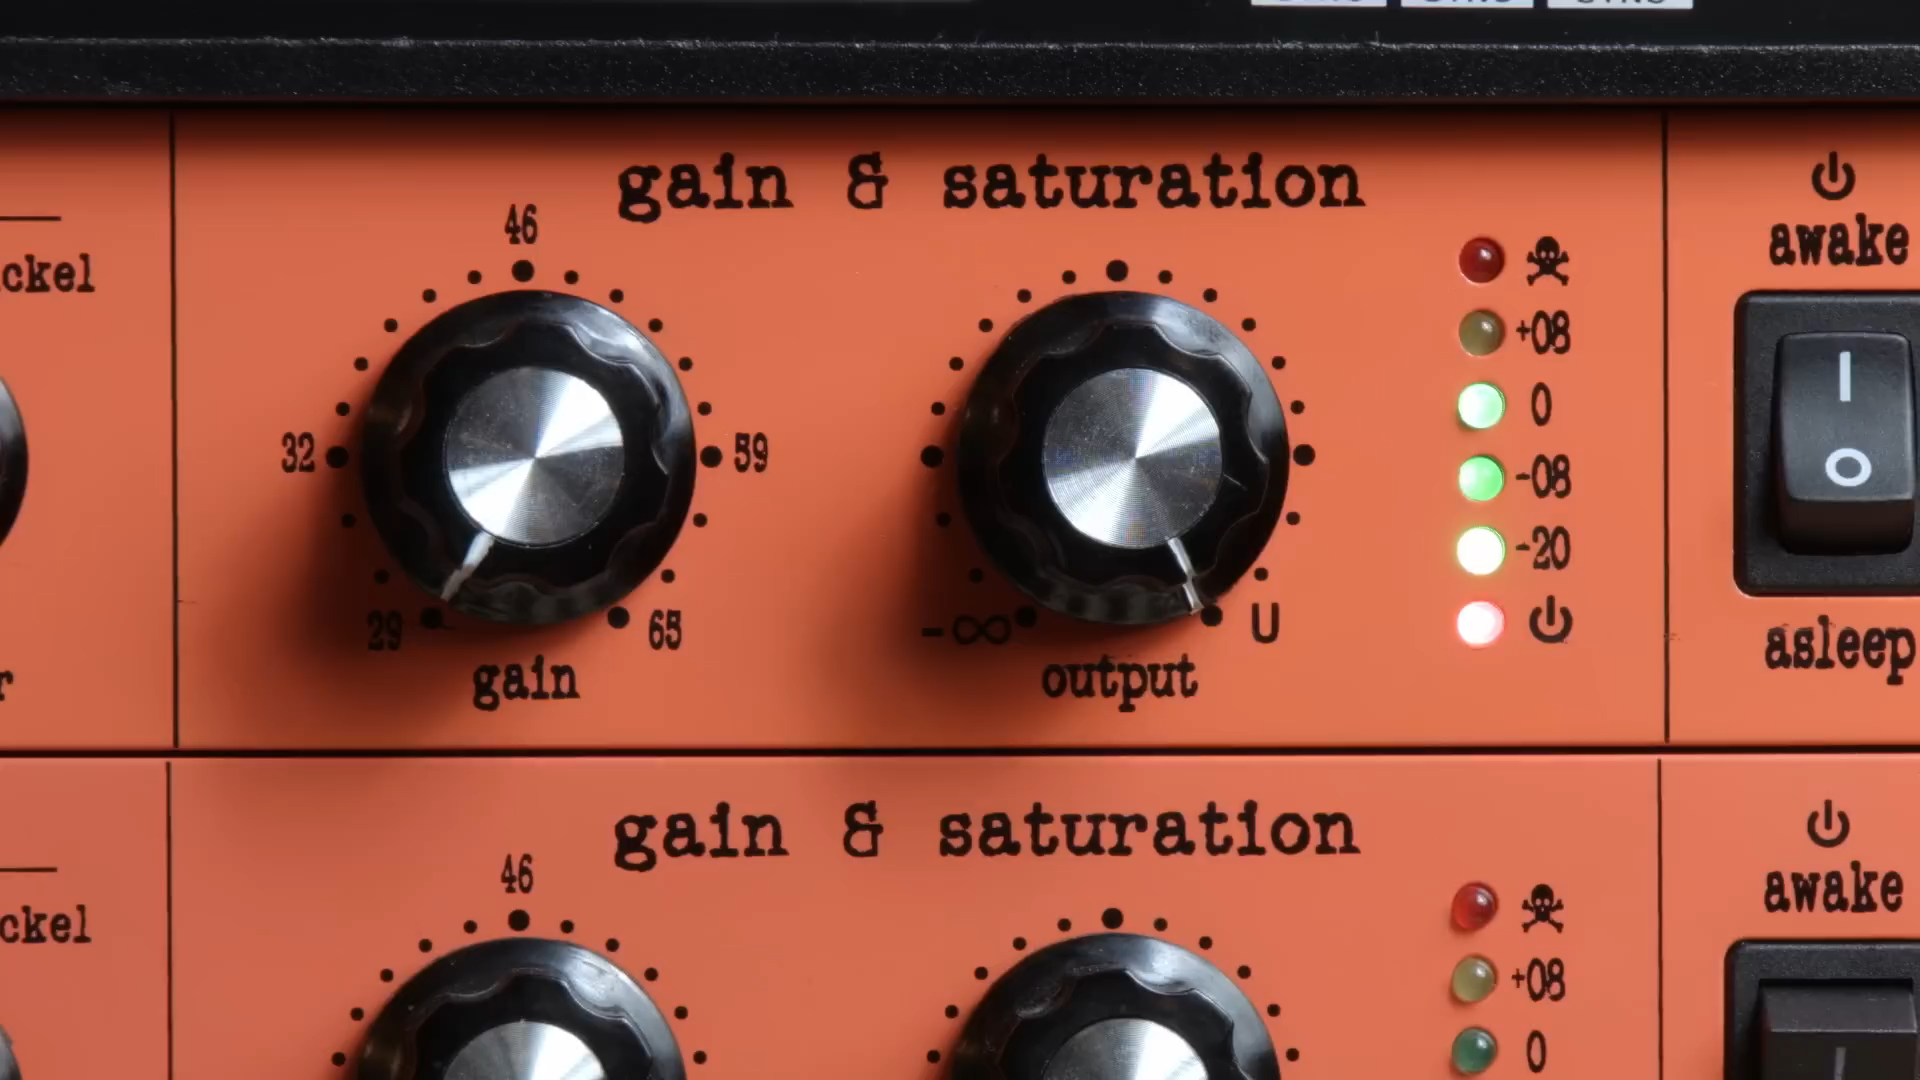 gain & saturation
46
32
59
29
65
gain
-∞
U
output
+08
0
-08
-20
awake
I
O
asleep
ckel
r
gain & saturation
46
+08
0
awake
ckel